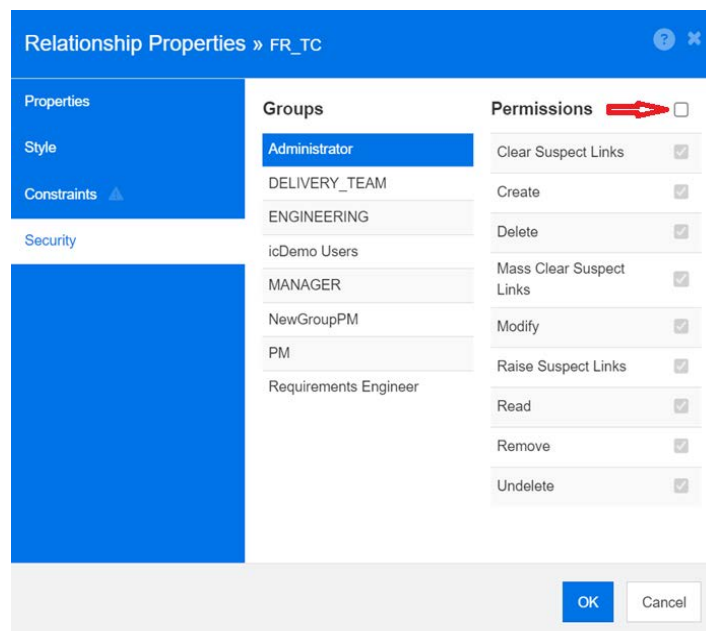 Relationship Properties » FR_TC
Properties
Style
Constraints
Security
Groups
Administrator
DELIVERY_TEAM
ENGINEERING
icDemo Users
MANAGER
NewGroupPM
PM
Requirements Engineer
Permissions
Clear Suspect Links
Create
Delete
Mass Clear Suspect
Links
Modify
Raise Suspect Links
Read
Remove
Undelete
OK
Cancel